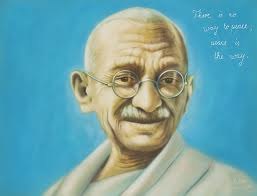 There is no
way to peace,
peace is
the way.